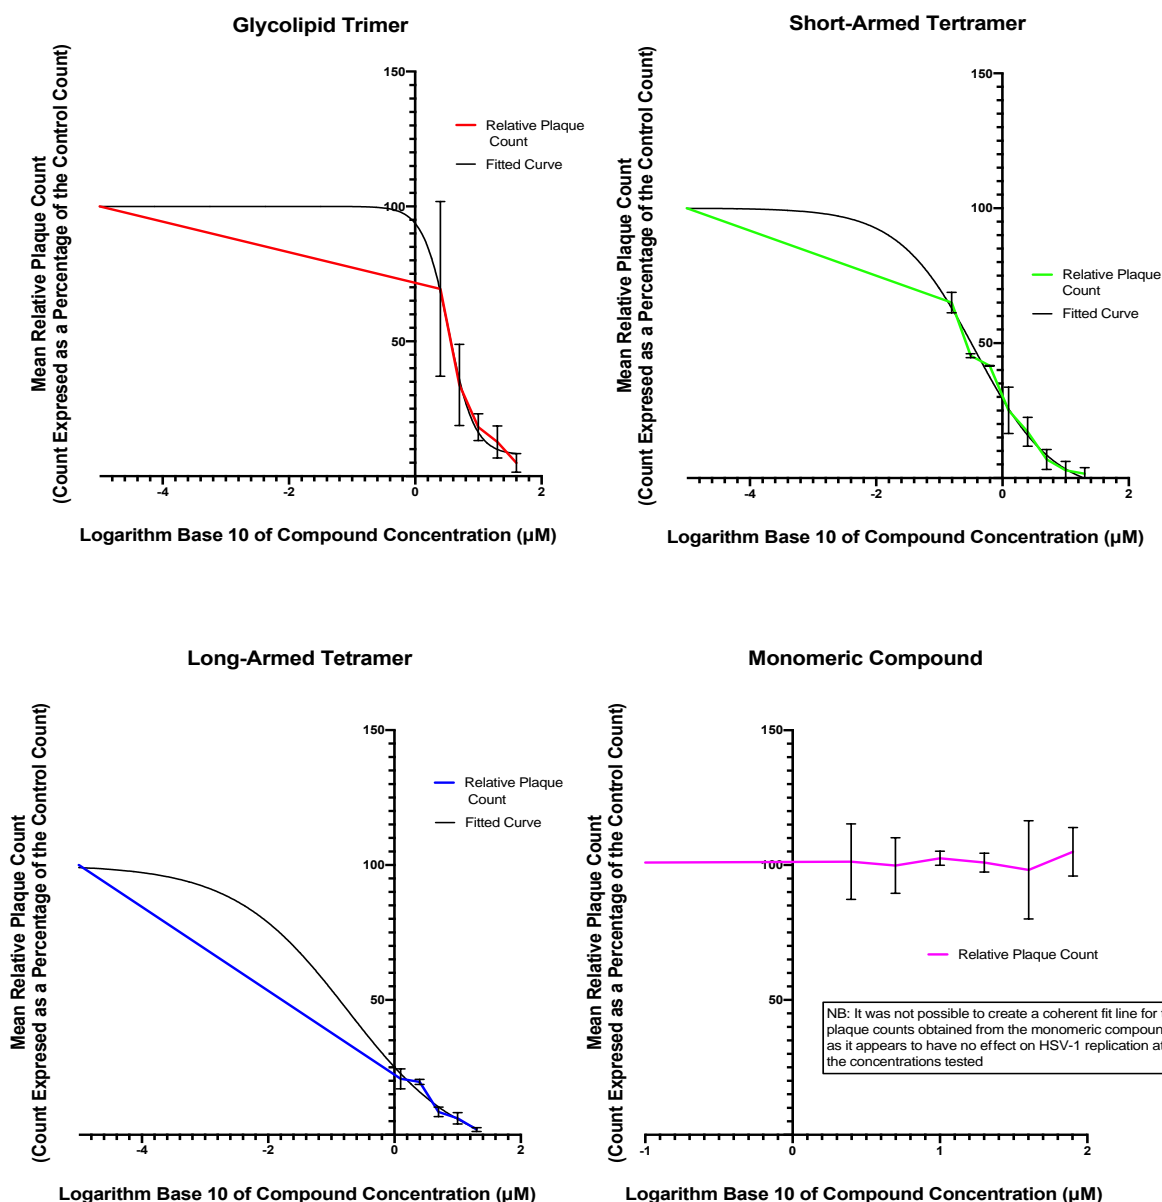 Glycolipid Trimer
Mean Relative Plaque Count
(Count Expresed as a Percentage of the Control Count)
150
100
50
-4
-2
0
2
Relative Plaque
Count
Fitted Curve
Logarithm Base 10 of Compound Concentration (µM)
Short-Armed Tertramer
Mean Relative Plaque Count
(Count Expresed as a Percentage of the Control Count)
150
100
50
-4
-2
0
2
Relative Plaque
Count
Fitted Curve
Logarithm Base 10 of Compound Concentration (µM)
Long-Armed Tetramer
Mean Relative Plaque Count
(Count Expresed as a Percentage of the Control Count)
150
100
50
-4
-2
0
2
Relative Plaque
Count
Fitted Curve
Logarithm Base 10 of Compound Concentration (µM)
Monomeric Compound
Mean Relative Plaque Count
(Count Expresed as a Percentage of the Control Count)
150
100
50
-1
0
1
2
Relative Plaque Count
NB: It was not possible to create a coherent fit line for
plaque counts obtained from the monomeric compoun
as it appears to have no effect on HSV-1 replication at
the concentrations tested
Logarithm Base 10 of Compound Concentration (µM)